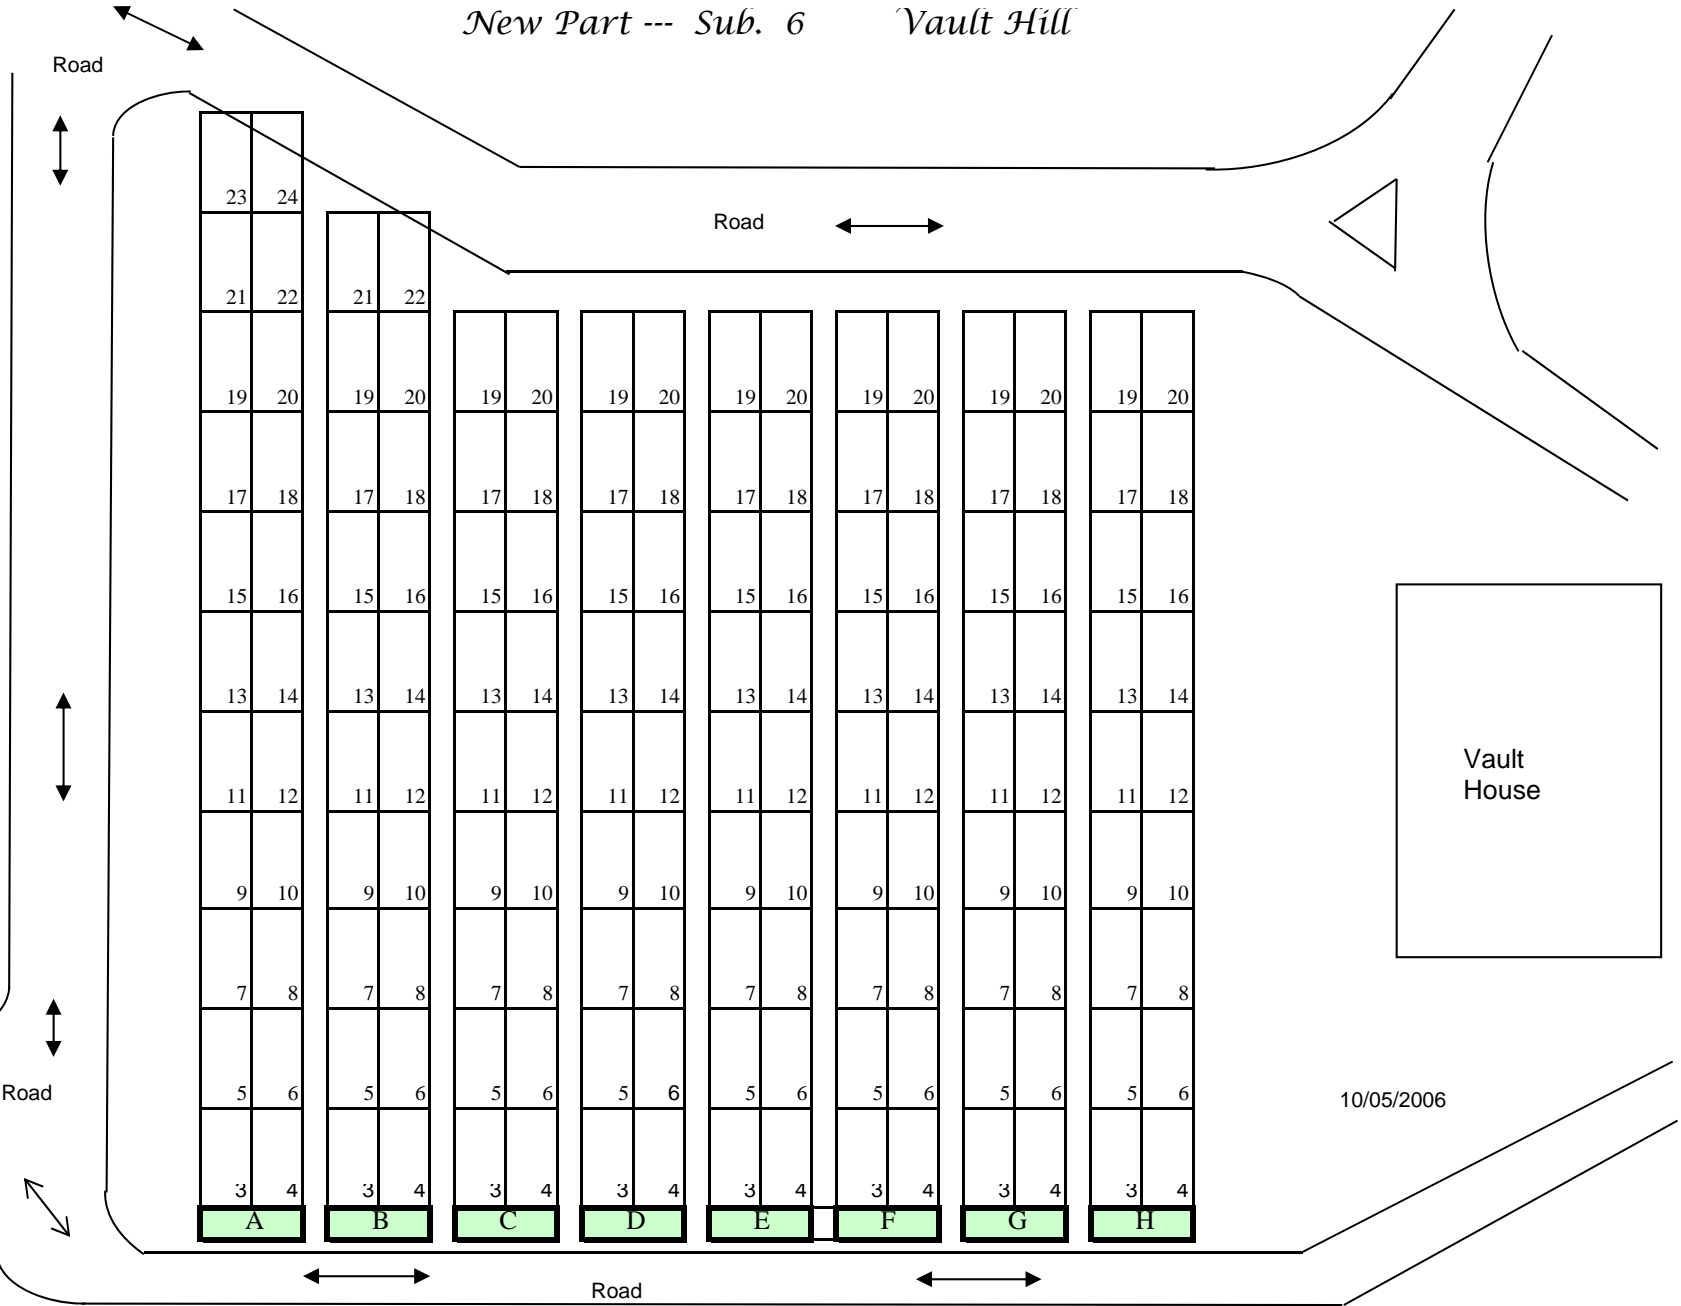 New Part --- Sub. 6 Vault Hill
Road
23 24
Road
21 22 21 22
19 20 19 20 19 20 19 20 19 20 19 20 19 20 19 20
17 18 17 18 17 18 17 18 17 18 17 18 17 18 17 18
15 16 15 16 15 16 15 16 15 16 15 16 15 16 15 16
13 14 13 14 13 14 13 14 13 14 13 14 13 14 13 14
Vault
House
11 12 11 12 11 12 11 12 11 12 11 12 11 12 11 12
9 10 9 10 9 10 9 10 9 10 9 10 9 10 9 10
7 8 7 8 7 8 7 8 7 8 7 8 7 8 7 8
Road
5 6 5 6 5 6 5 6 5 6 5 6 5 6 5 6
10/05/2006
3 4 3 4 3 4 3 4 3 4 3 4 3 4 3 4
A B C D E F G H
Road